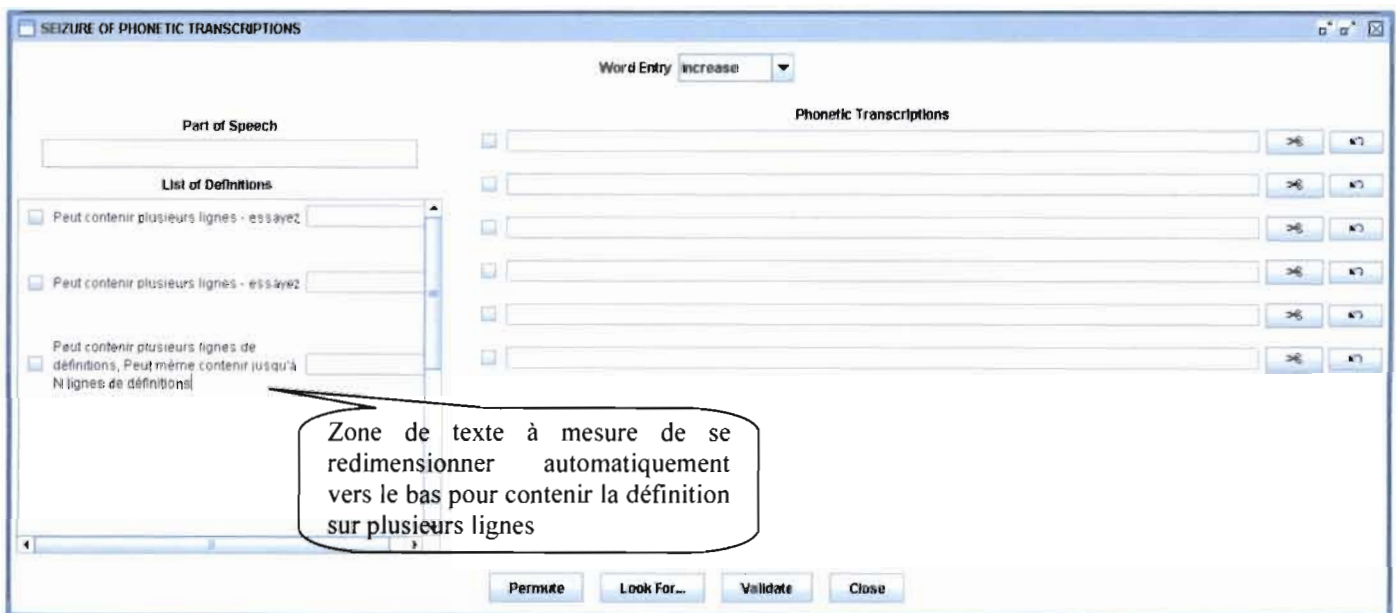 SEIZURE OF PHONETIC TRANSCRIPTIONS
Word Entry increase
Part of Speech
Phonetic Transcriptions
List of Definitions
Peut contenir plusieurs lignes - essayez
Peut contenir plusieurs lignes - essayez
Peut contenir plusieurs lignes de
définitions, Peut même contenir jusqu'à
N lignes de définitions
Zone de texte à mesure de se
redimensionner automatiquement
vers le bas pour contenir la définition
sur plusieurs lignes
Permute Look For... Validate Close